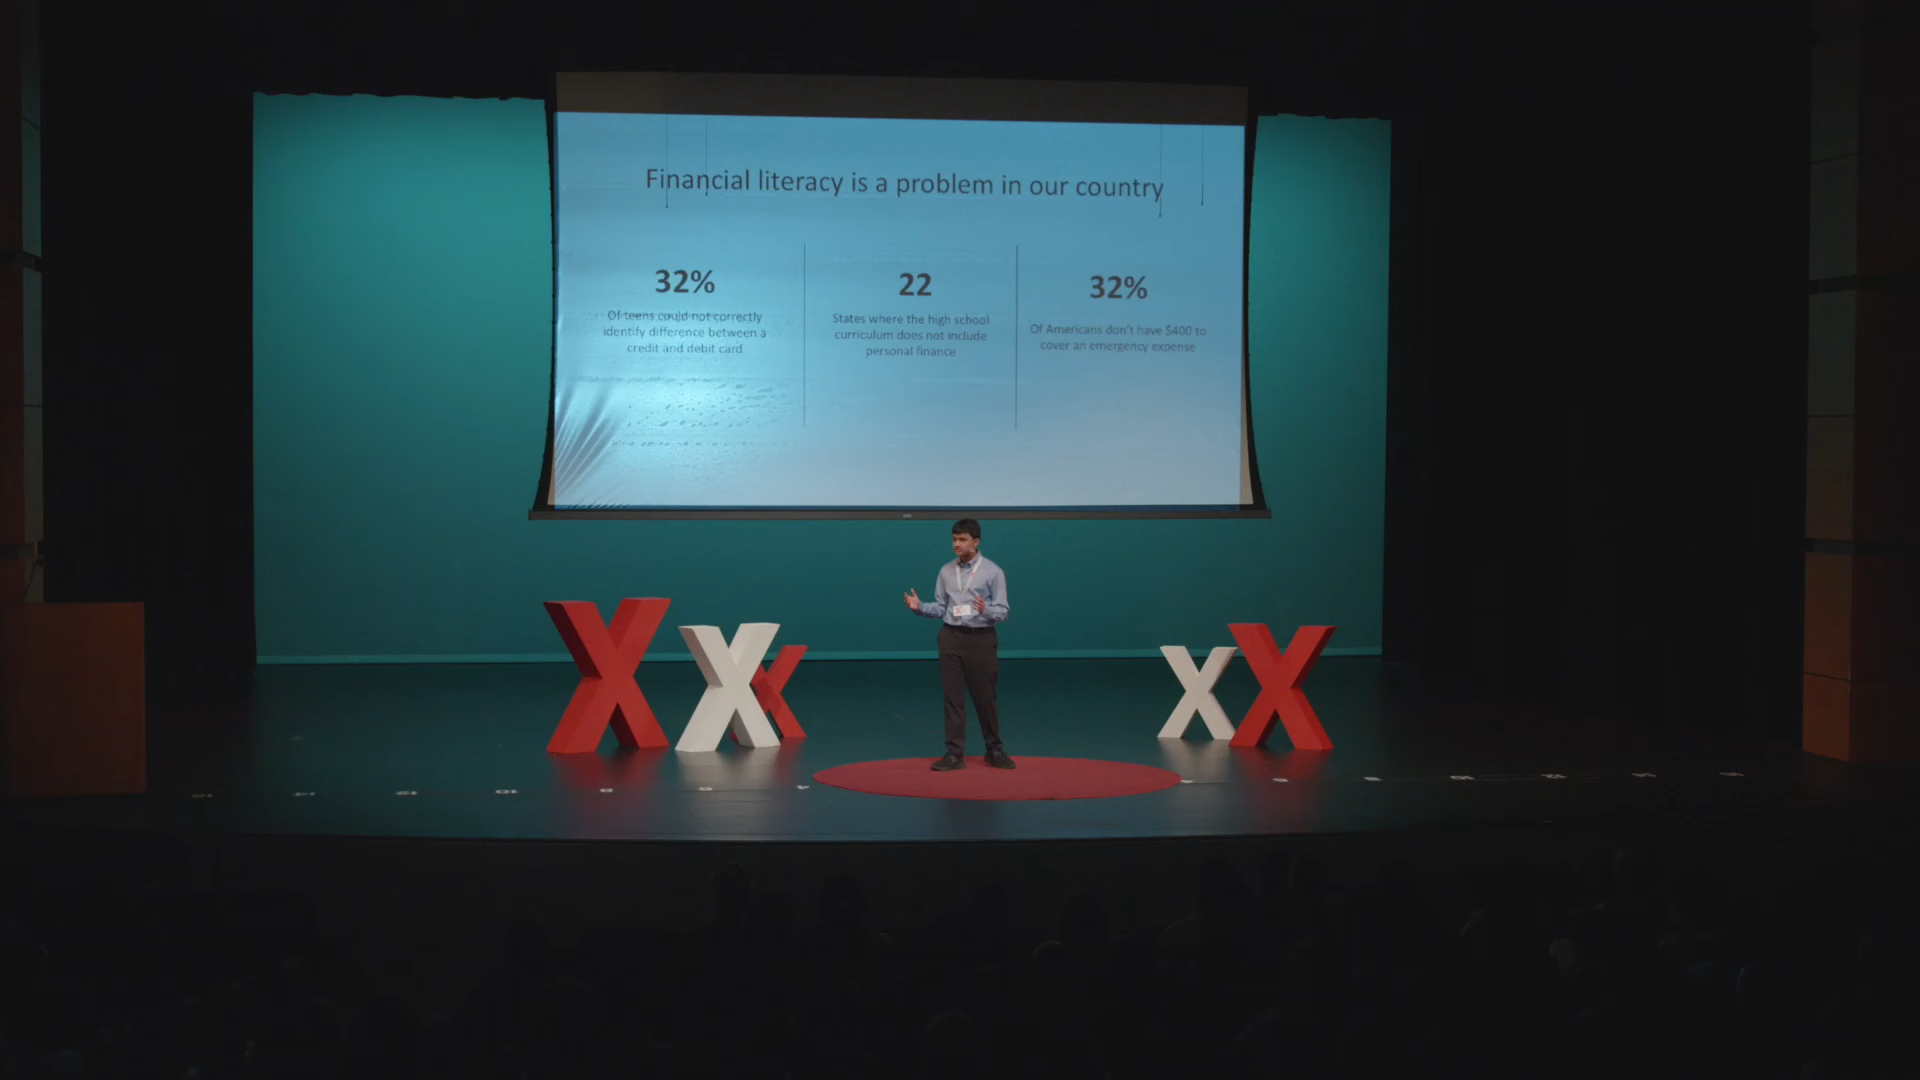 Financial literacy is a problem in our country
32%
Of teens could not correctly
identify difference between a
credit and debit card
22
States where the high school
curriculum does not include
personal finance
32%
Of Americans don't have $400 to
cover an emergency expense
X
X
X
X
X